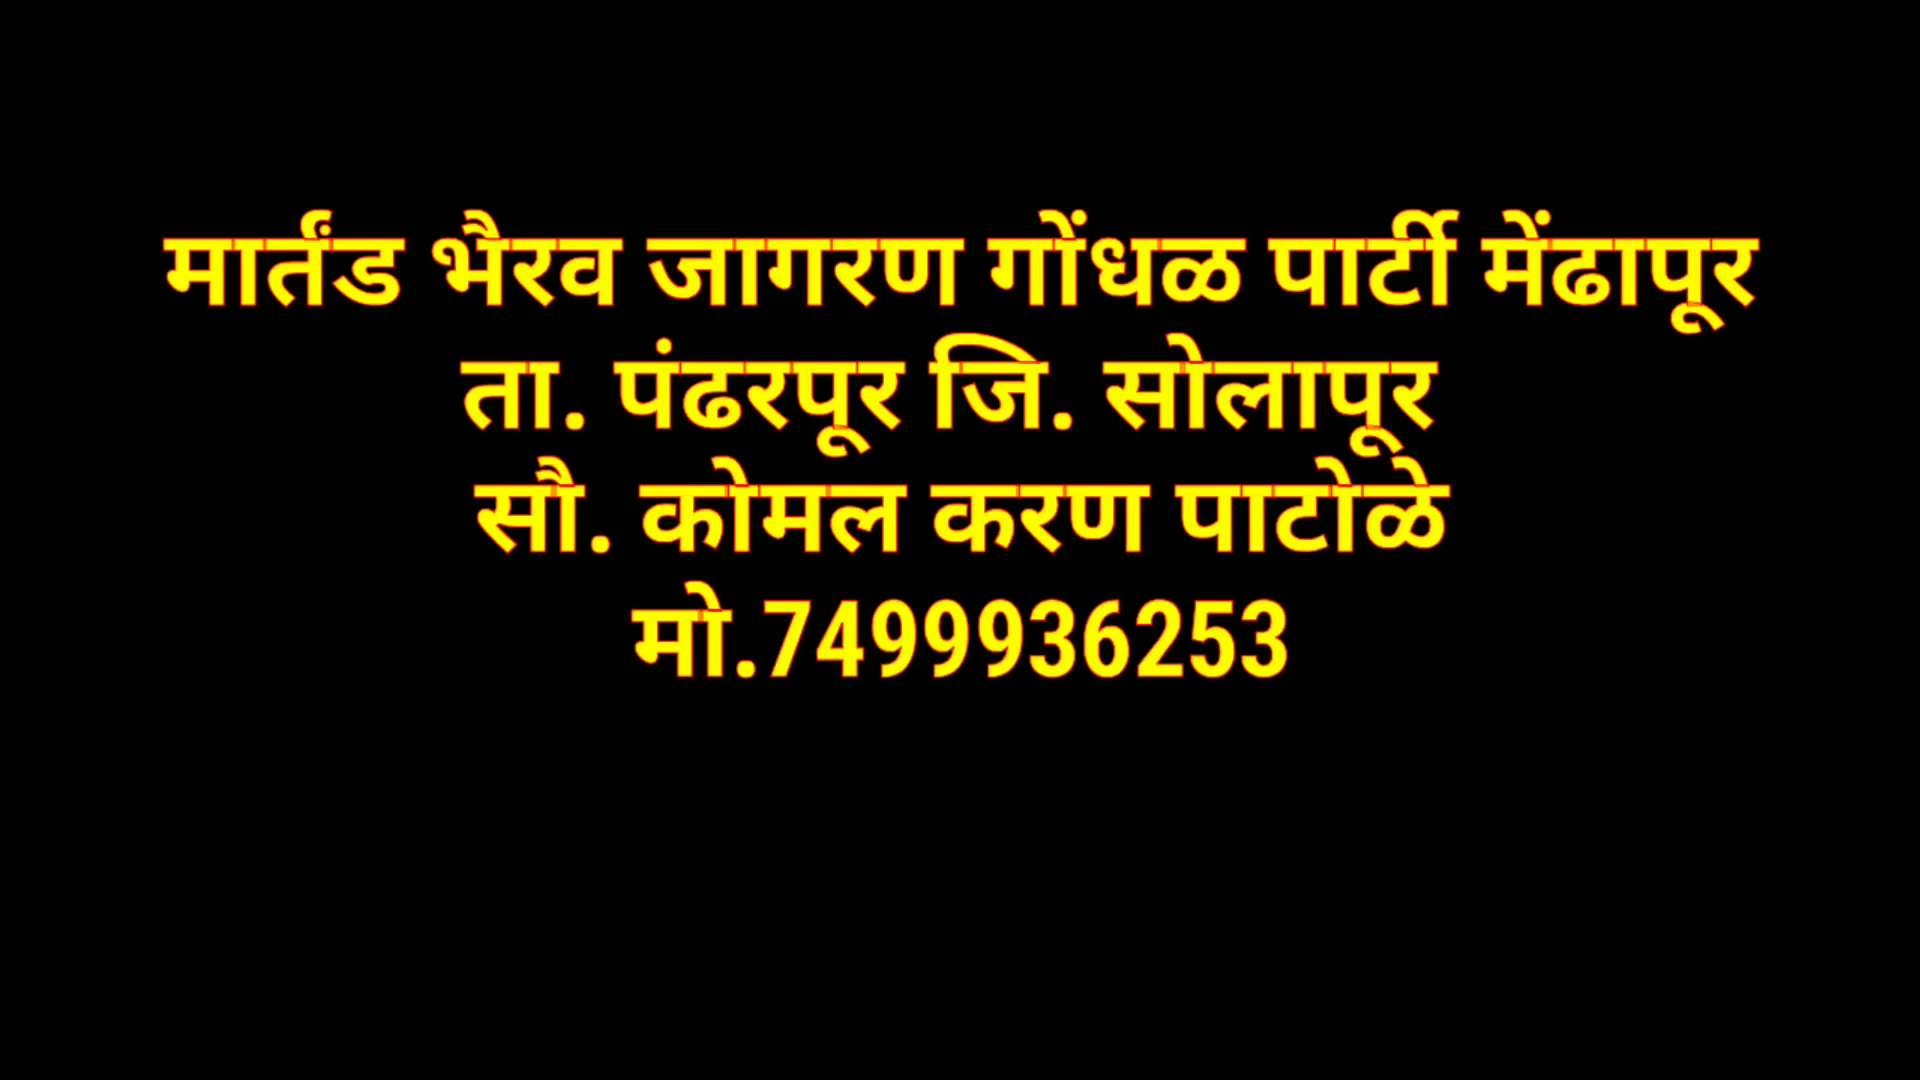 मार्तंड भैरव जागरण गोंधळ पार्टी मेंढापूर
ता. पंढरपूर जि. सोलापूर
सौ. कोमल करण पाटोळे
मो.7499936253